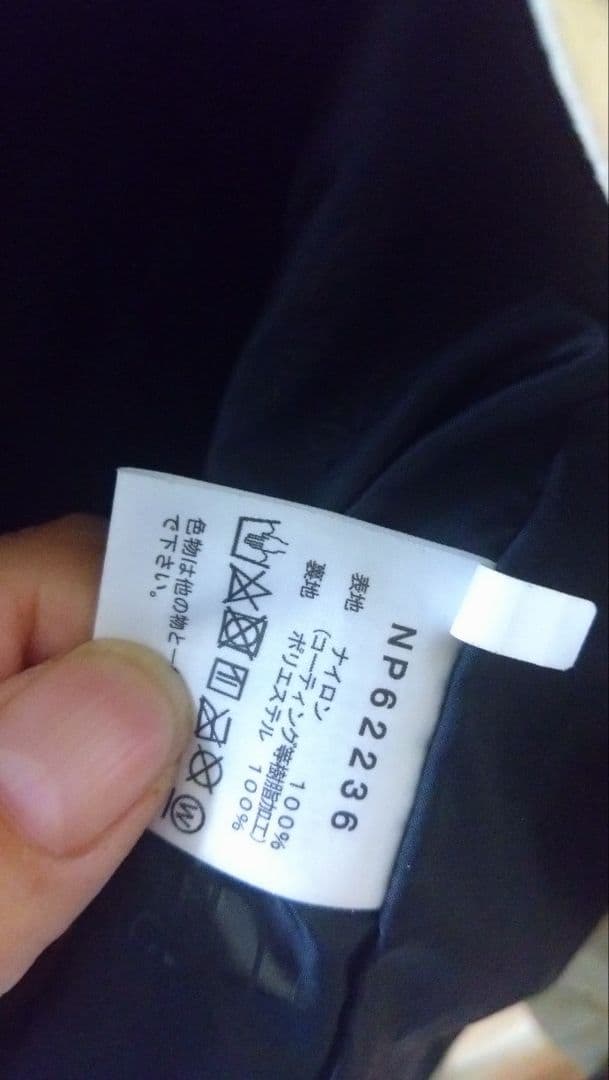 NP62236
表地 ナイロン 100%
(コーティング等樹脂加工)
裏地 ポリエステル 100%
W
色物は他の物と一
で下さい。